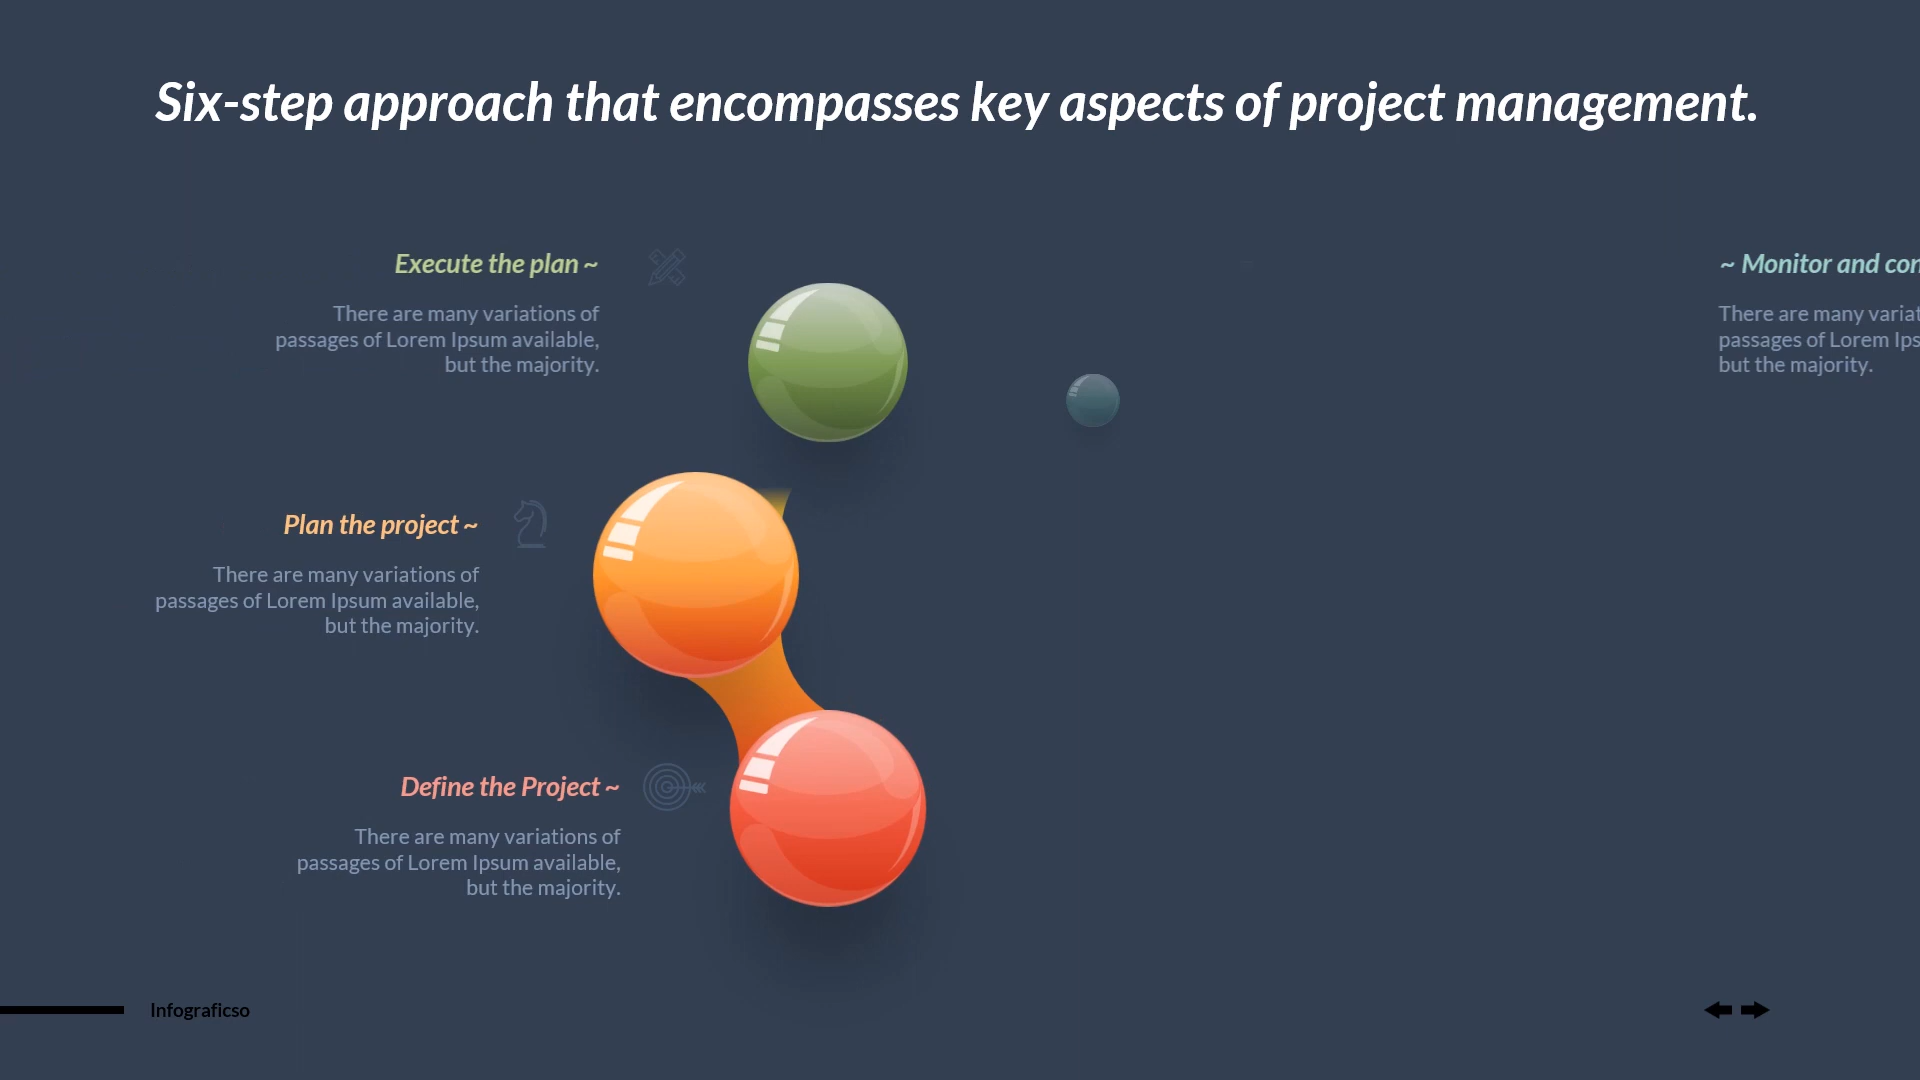 Six-step approach that encompasses key aspects of project management.
Execute the plan ~
There are many variations of
passages of Lorem Ipsum available,
but the majority.
~ Monitor and con
There are many variat
passages of Lorem Ips
but the majority.
Plan the project ~
There are many variations of
passages of Lorem Ipsum available,
but the majority.
Define the Project ~
There are many variations of
passages of Lorem Ipsum available,
but the majority.
Infograficso